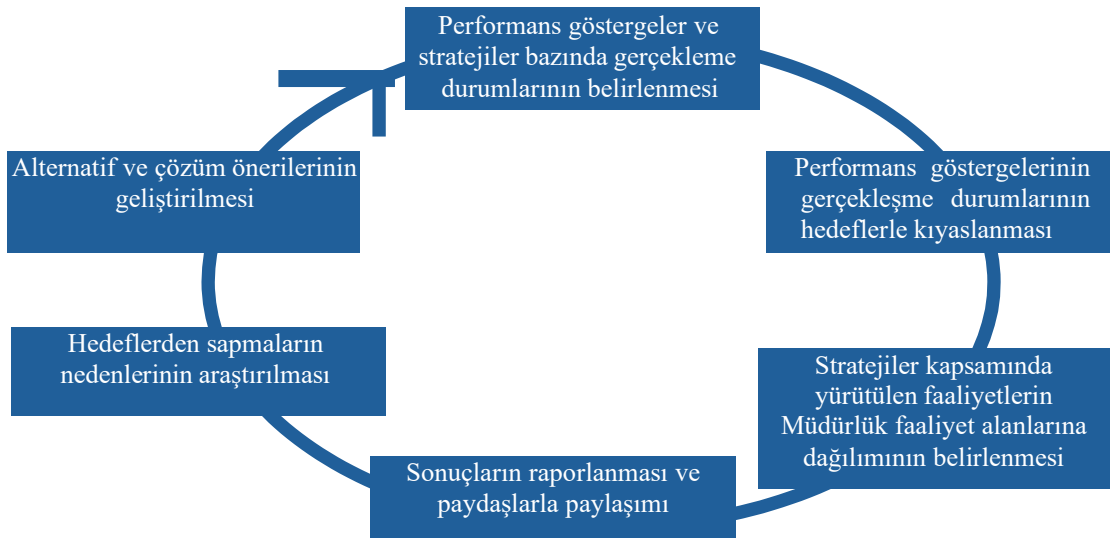 Performans göstergeler ve
stratejiler bazında gerçekleme
durumlarının belirlenmesi
Performans göstergelerinin
gerçekleşme durumlarının
hedeflerle kıyaslanması
Stratejiler kapsamında
yürütülen faaliyetlerin
Müdürlük faaliyet alanlarına
dağılımının belirlenmesi
Sonuçların raporlanması ve
paydaşlarla paylaşımı
Hedeflerden sapmaların
nedenlerinin araştırılması
Alternatif ve çözüm önerilerinin
geliştirilmesi